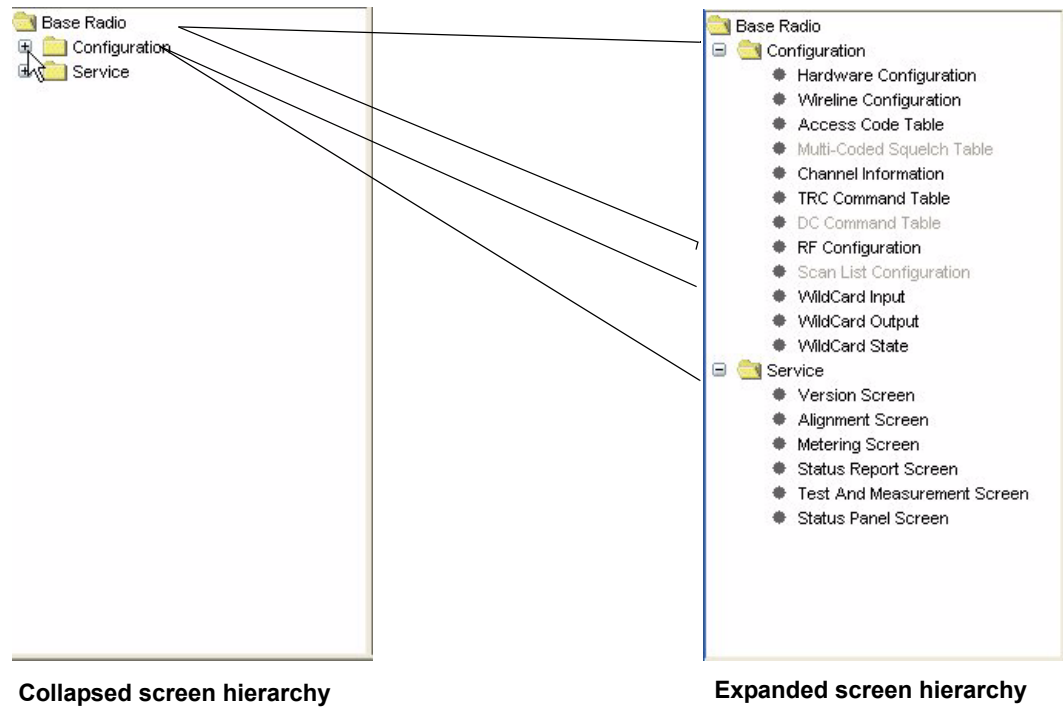 Base Radio
Configuration
Service
Collapsed screen hierarchy
Base Radio
Configuration
Hardware Configuration
Wireline Configuration
Access Code Table
Multi-Coded Squelch Table
Channel Information
TRC Command Table
DC Command Table
RF Configuration
Scan List Configuration
WildCard Input
WildCard Output
WildCard State
Service
Version Screen
Alignment Screen
Metering Screen
Status Report Screen
Test And Measurement Screen
Status Panel Screen
Expanded screen hierarchy